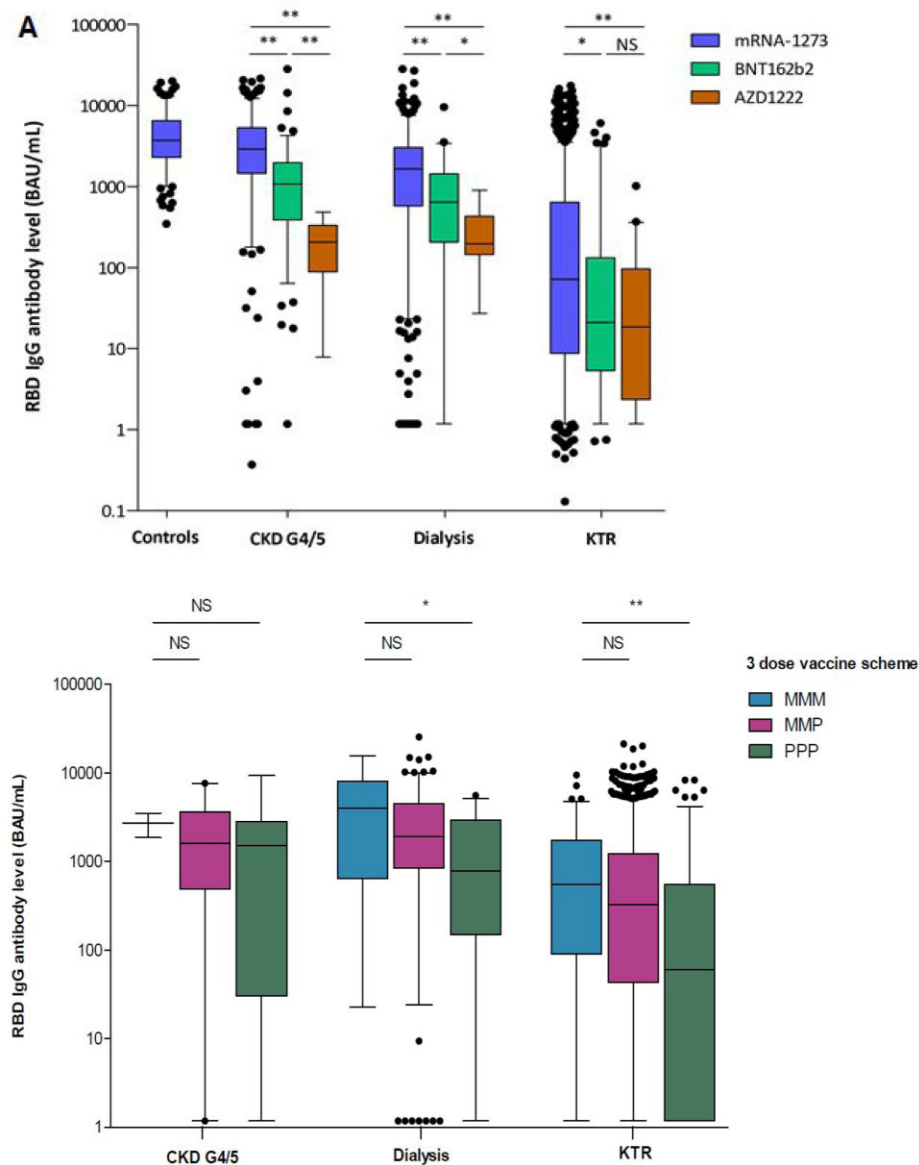 A
** ** **
** ** ** * * NS
mRNA-1273
BNT162b2
AZD1222
RBD IgG antibody level (BAU/mL)
100000
10000
1000
100
10
1
0.1
Controls CKD G4/5 Dialysis KTR
NS * **
NS NS NS
3 dose vaccine scheme
MMM
MMP
PPP
RBD IgG antibody level (BAU/mL)
100000
10000
1000
100
10
1
CKD G4/5 Dialysis KTR